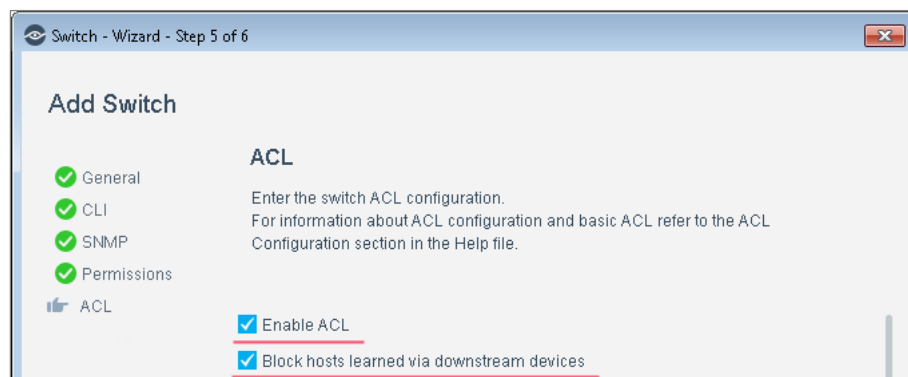 Switch - Wizard - Step 5 of 6
Add Switch
General
CLI
SNMP
Permissions
ACL
ACL
Enter the switch ACL configuration.
For information about ACL configuration and basic ACL refer to the ACL
Configuration section in the Help file.
Enable ACL
Block hosts learned via downstream devices